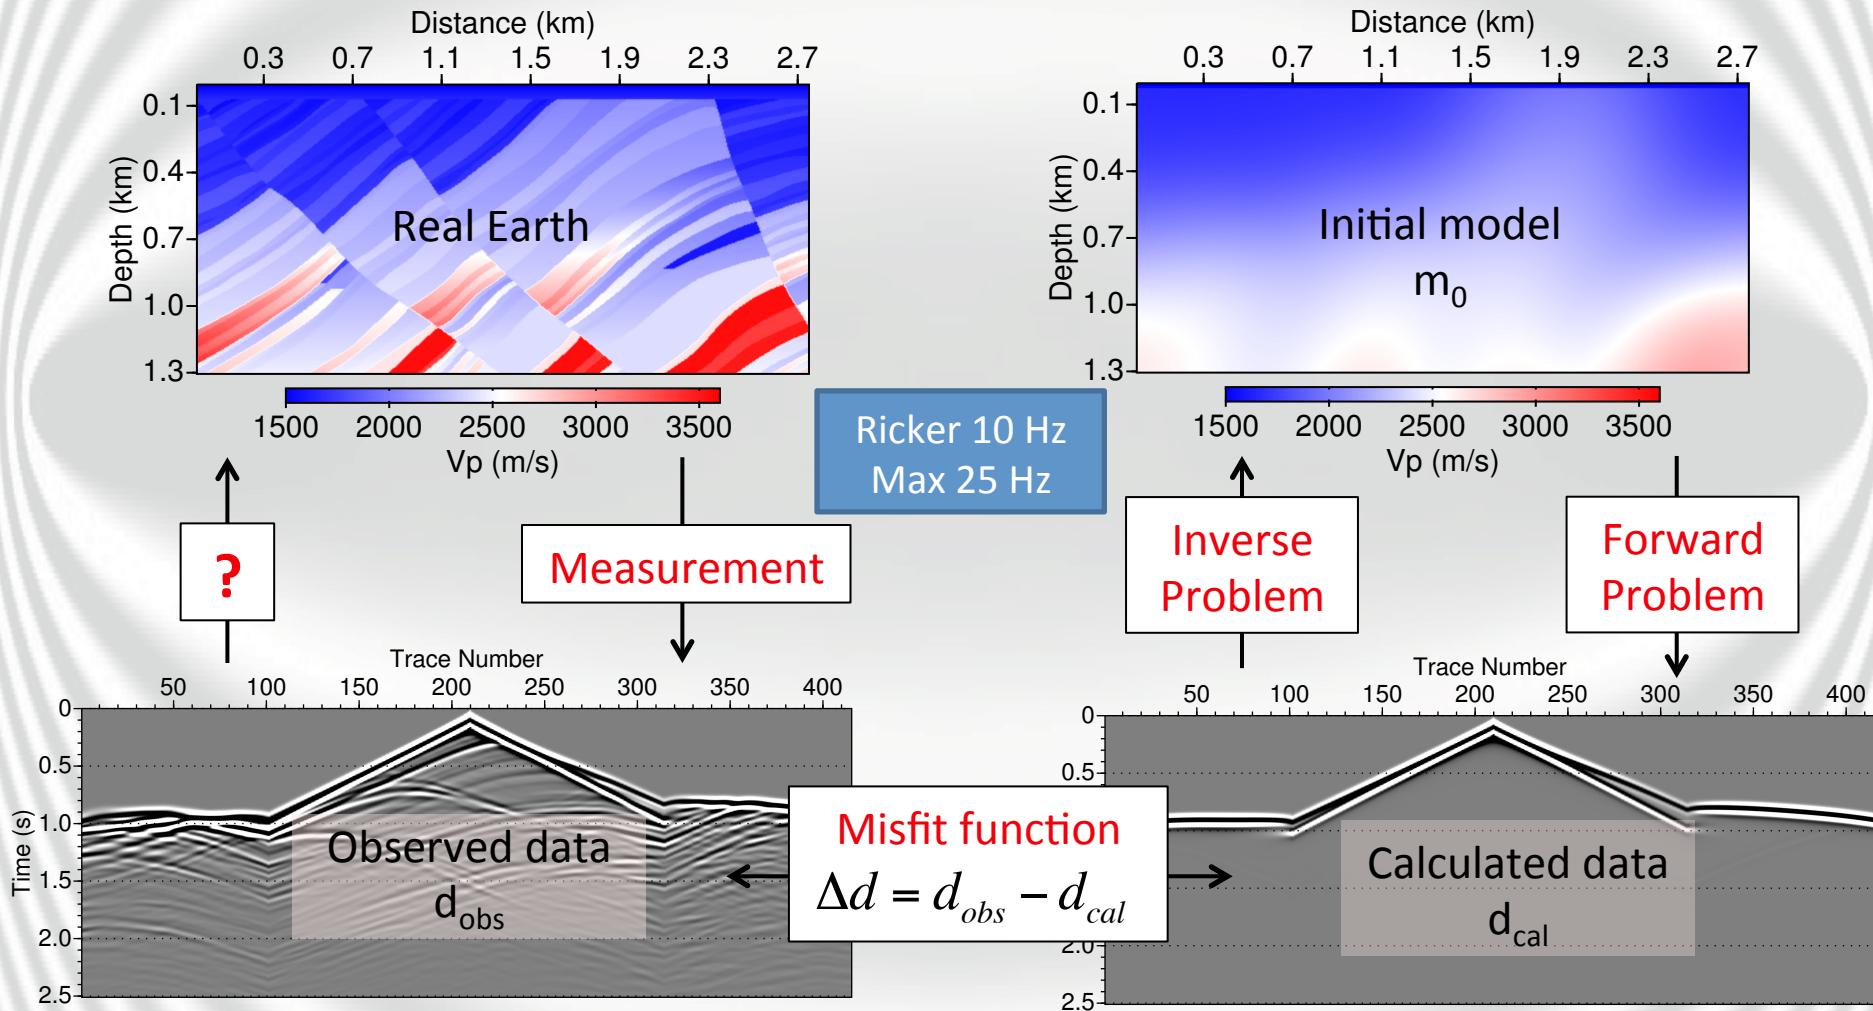 Distance (km)
0.3 0.7 1.1 1.5 1.9 2.3 2.7
Depth (km)
0.1
0.4
0.7
1.0
1.3
Real Earth
1500 2000 2500 3000 3500
Vp (m/s)
Distance (km)
0.3 0.7 1.1 1.5 1.9 2.3 2.7
Depth (km)
0.1
0.4
0.7
1.0
1.3
Initial model
m0
1500 2000 2500 3000 3500
Vp (m/s)
Ricker 10 Hz
Max 25 Hz
?
Measurement
Inverse
Problem
Forward
Problem
Trace Number
50 100 150 200 250 300 350 400
Time (s)
0
0.5
1.0
1.5
2.0
2.5
Observed data
dobs
Misfit function
Δd = dobs − dcal
Trace Number
50 100 150 200 250 300 350 400
0
0.5
2.0
2.5
Calculated data
dcal